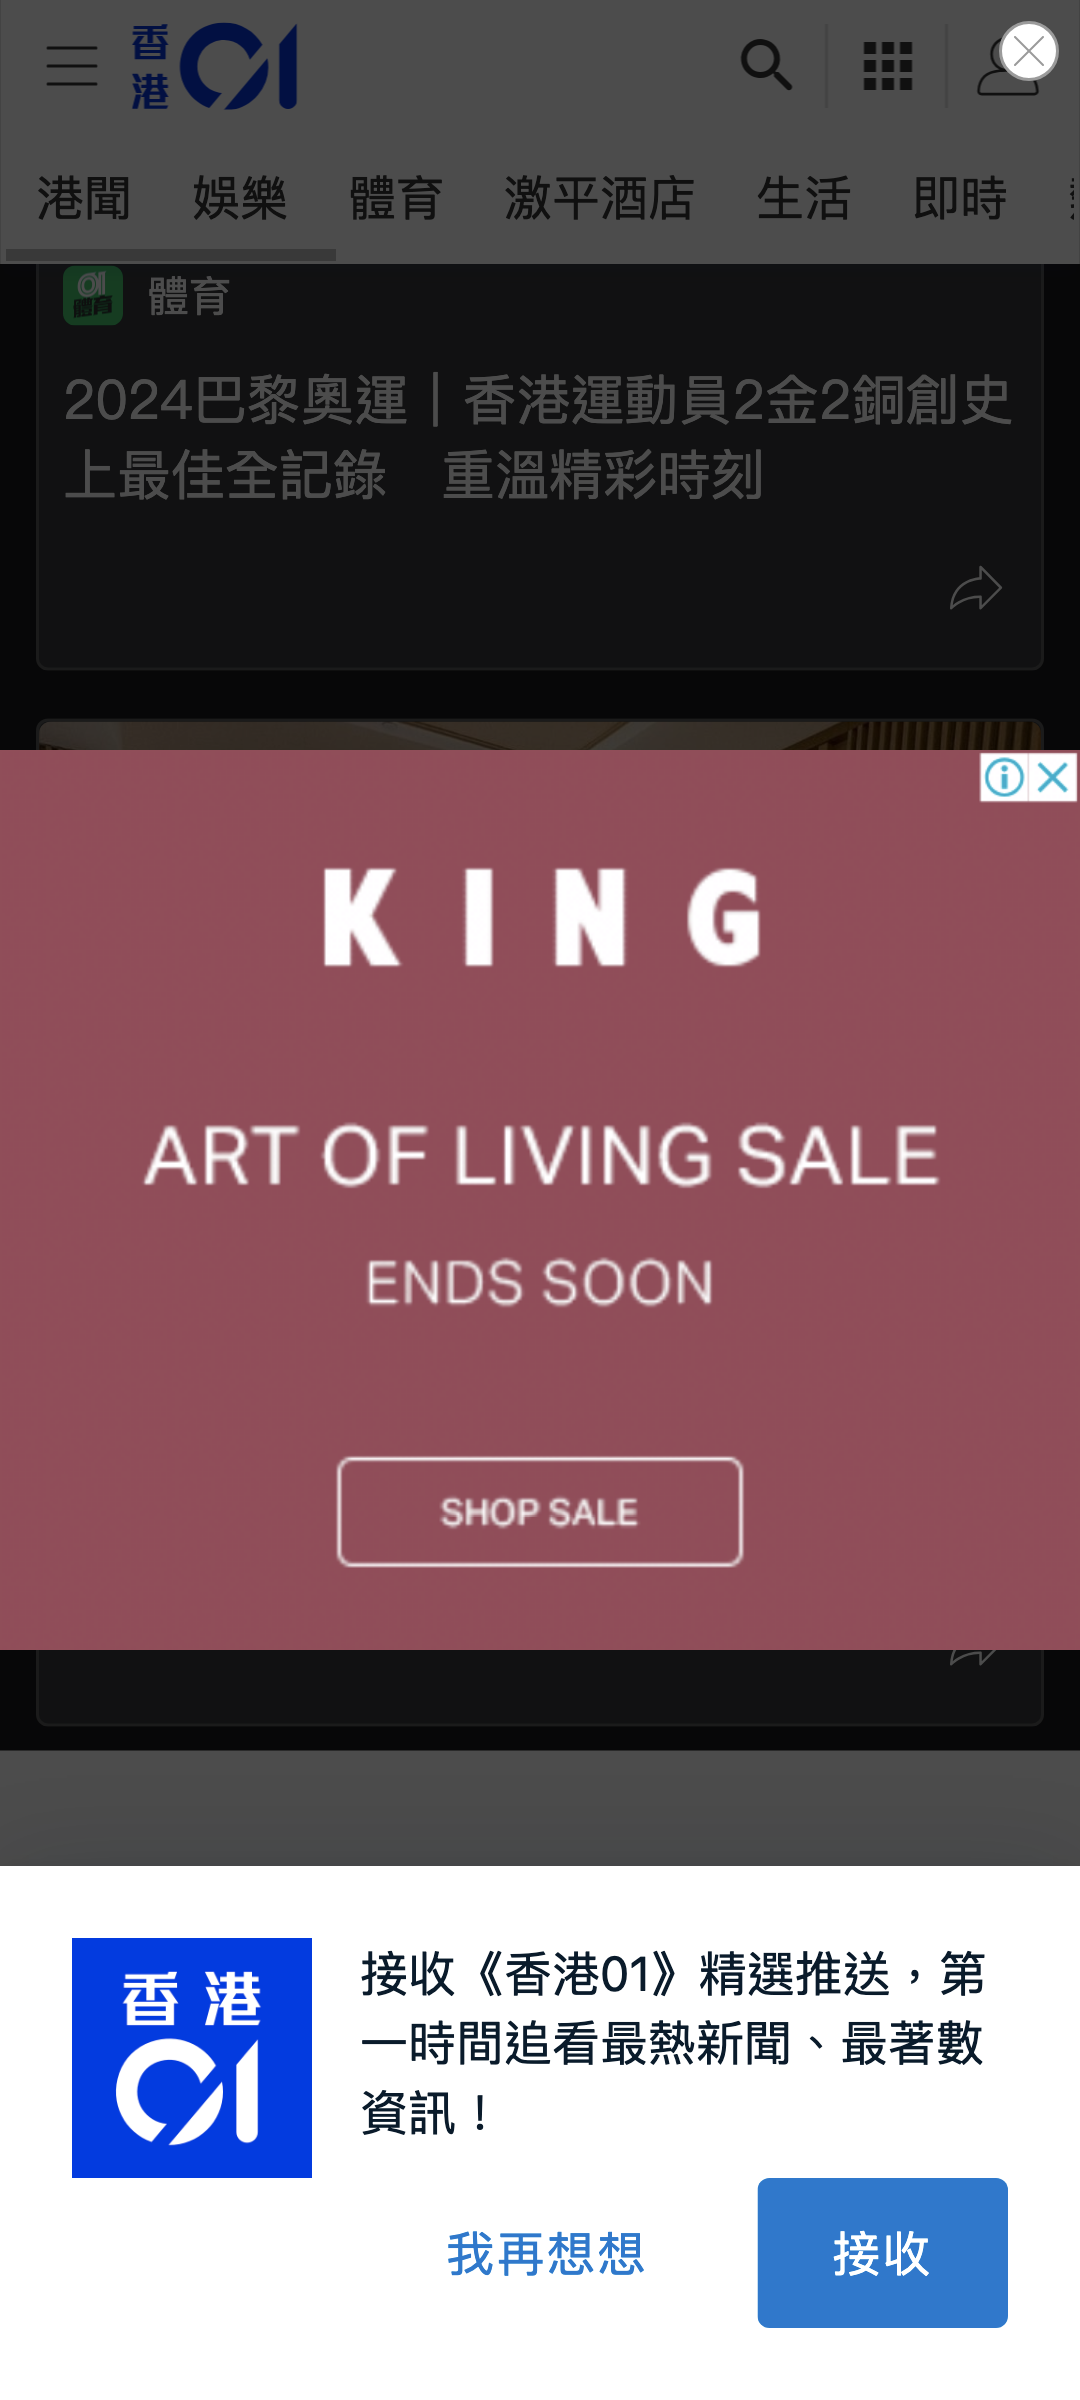 香港01
港聞 娛樂 體育 激平酒店 生活 即時
01體育 體育
2024巴黎奧運｜香港運動員2金2銅創史
上最佳全記錄　重溫精彩時刻
KING
ART OF LIVING SALE
ENDS SOON
SHOP SALE
香港01
接收《香港01》精選推送，第
一時間追看最熱新聞、最著數
資訊！
我再想想 接收